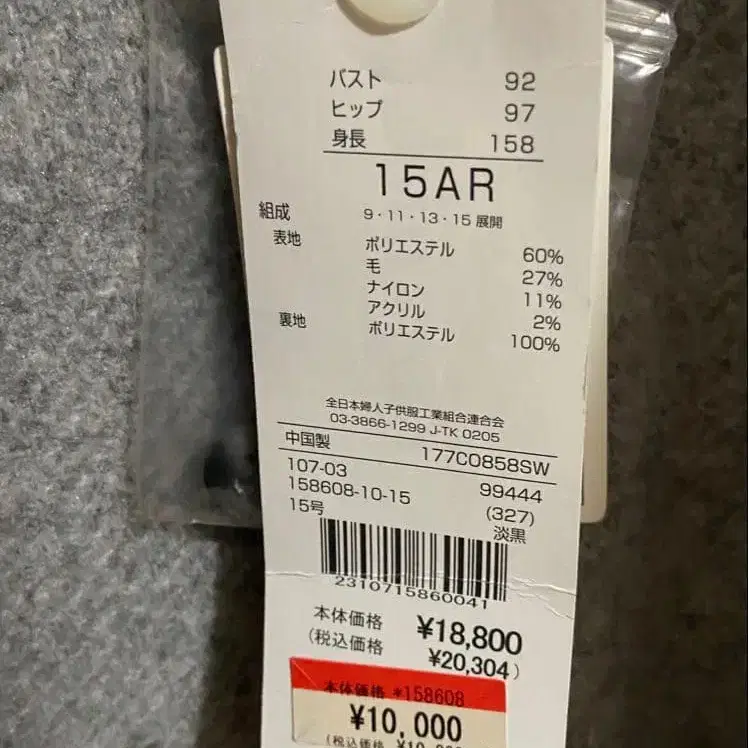 バスト 92
ヒップ 97
身長 158
15AR
9・11・13・15 展開
組成
表地 ポリエステル 60%
毛 27%
ナイロン 11%
アクリル 2%
裏地 ポリエステル 100%
全日本婦人子供服工業組合連合会
03-3866-1299 J-TK 0205
中国製 177C0858SW
107-03 99444
158608-10-15 (327)
15号 淡黒
2310715860041
本体価格 ¥18,800
(税込価格 ¥20,304)
本体価格 *158608
¥10,000
(税込価格